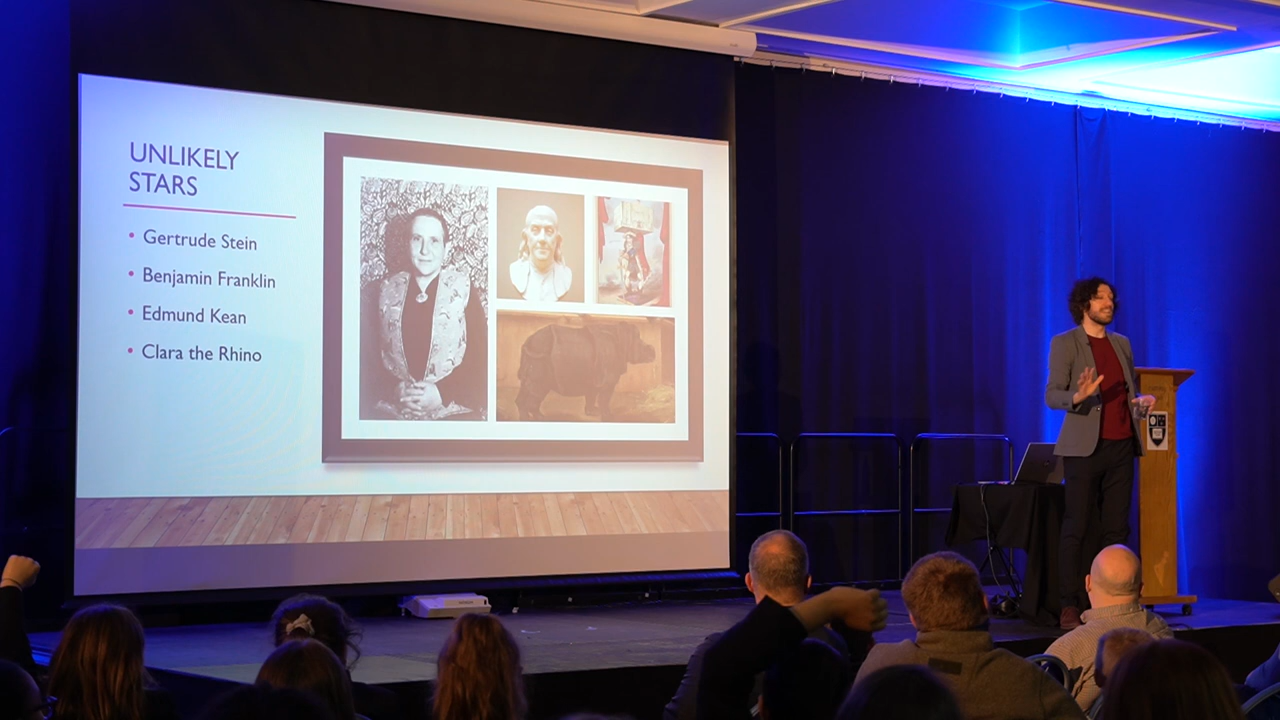 UNLIKELY
STARS
• Gertrude Stein
• Benjamin Franklin
• Edmund Kean
• Clara the Rhino